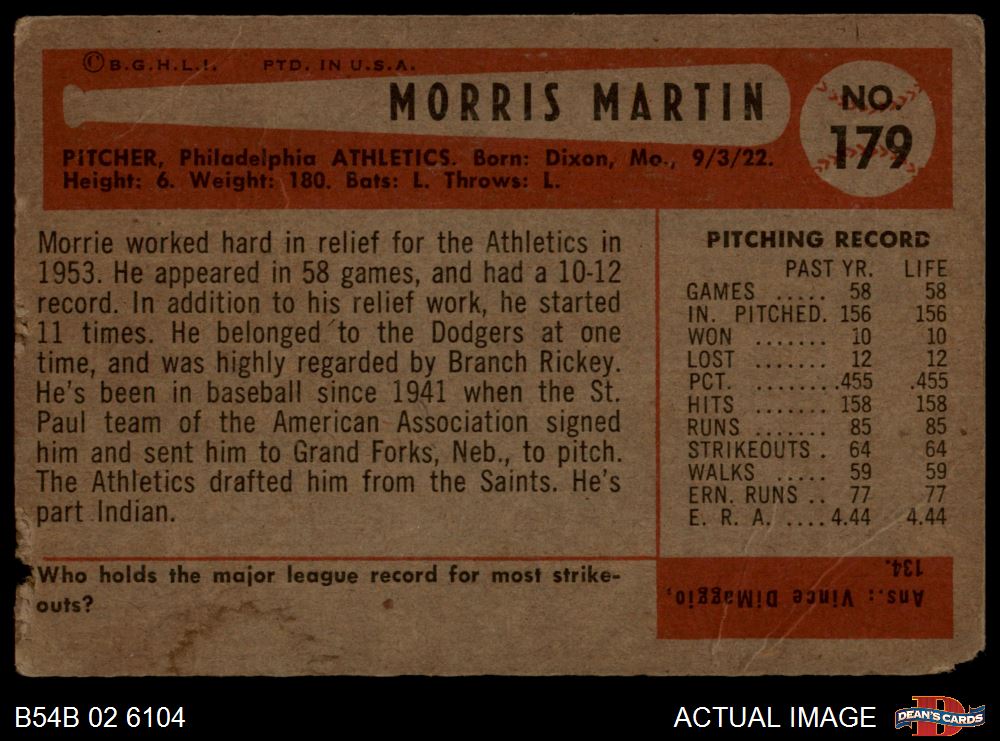 ©B.G.H.L.I. PTD. IN U.S.A.
MORRIS MARTIN
NO.
179
PITCHER, Philadelphia ATHLETICS. Born: Dixon, Mo., 9/3/22.
Height: 6. Weight: 180. Bats: L. Throws: L.
Morrie worked hard in relief for the Athletics in
1953. He appeared in 58 games, and had a 10-12
record. In addition to his relief work, he started
11 times. He belonged to the Dodgers at one
time, and was highly regarded by Branch Rickey.
He's been in baseball since 1941 when the St.
Paul team of the American Association signed
him and sent him to Grand Forks, Neb., to pitch.
The Athletics drafted him from the Saints. He's
part Indian.
PITCHING RECORD
PAST YR. LIFE
GAMES ..... 58 58
IN. PITCHED. 156 156
WON ....... 10 10
LOST ....... 12 12
PCT. ........455 .455
HITS ....... 158 158
RUNS ....... 85 85
STRIKEOUTS . 64 64
WALKS ..... 59 59
ERN. RUNS .. 77 77
E. R. A. ....4.44 4.44
Who holds the major league record for most strike-
outs?
Ans.: Vince DiMaggio,
134.
B54B 02 6104
ACTUAL IMAGE
D
DEAN'S CARDS